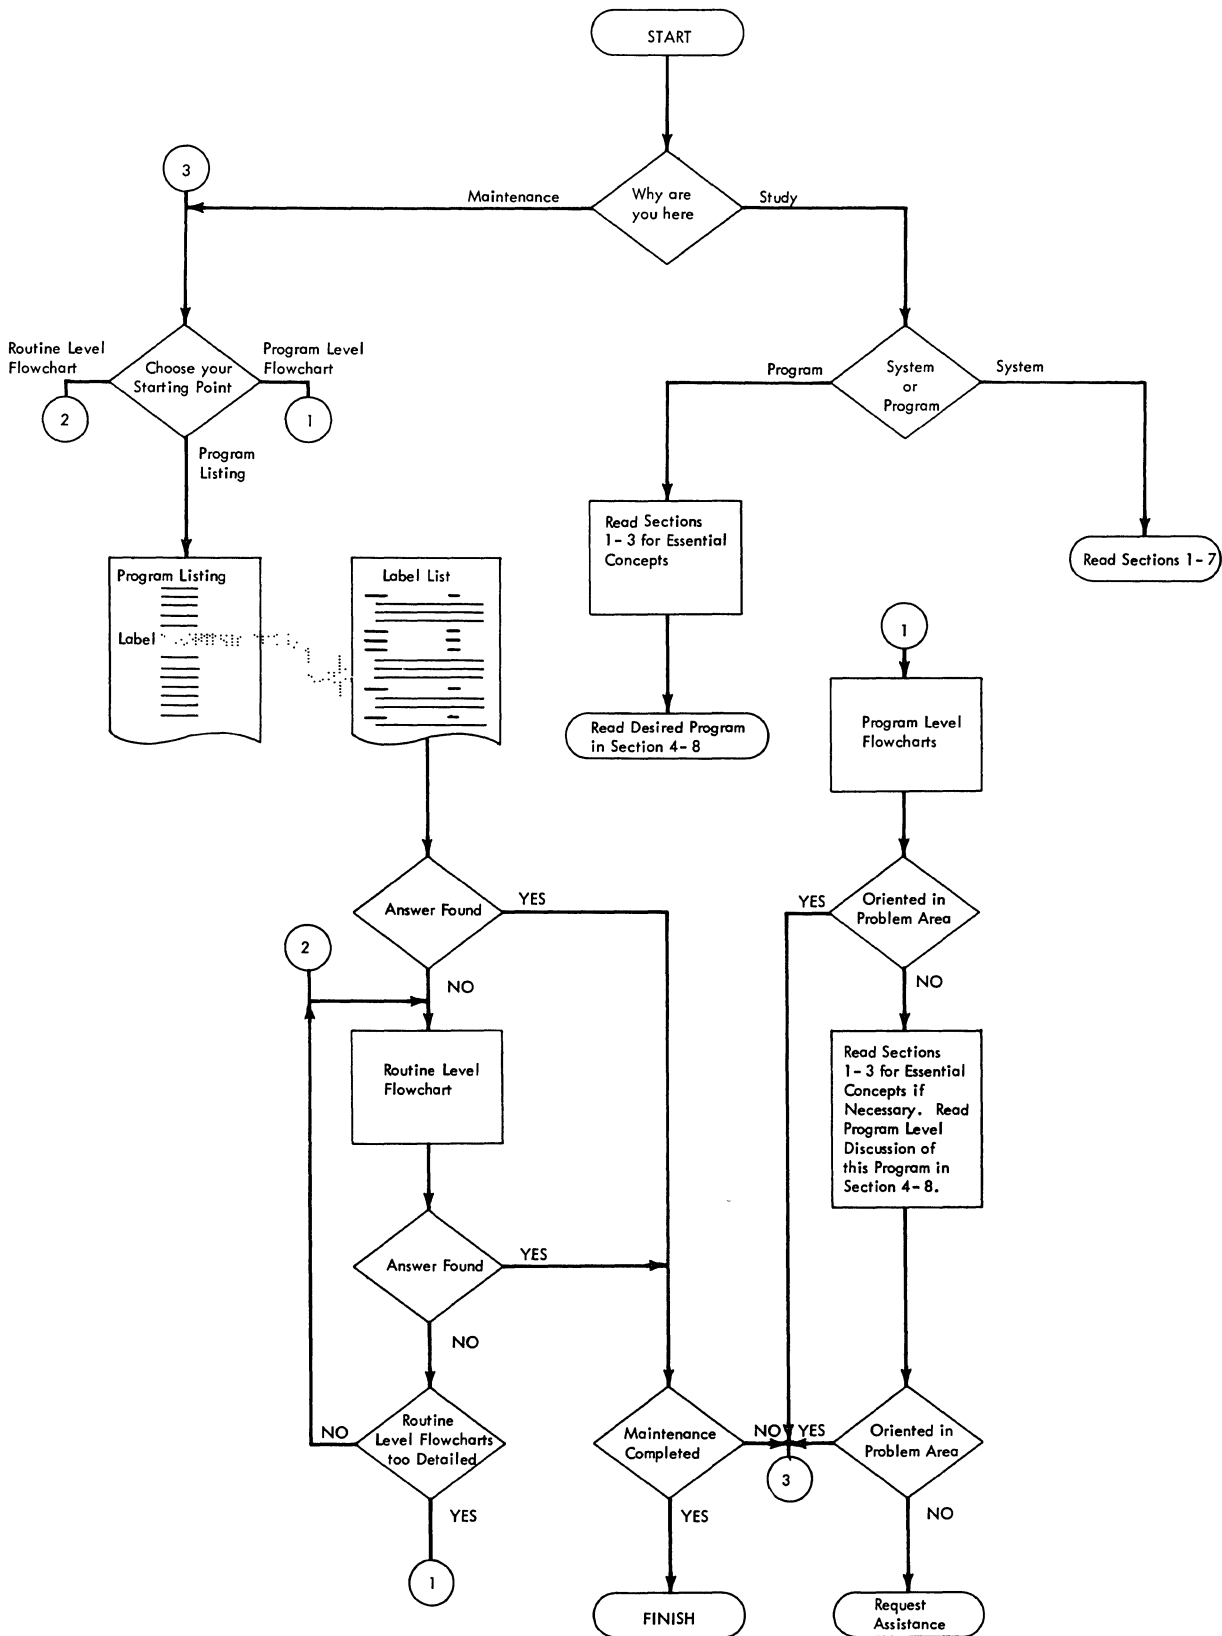 START
3
Maintenance
Why are
you here
Study
Routine Level
Flowchart
Choose your
Starting Point
Program Level
Flowchart
2
1
Program
Listing
Program
System
or
Program
System
Read Sections
1-3 for Essential
Concepts
Read Sections 1-7
Program Listing
Label
Label List
1
Read Desired Program
in Section 4-8
Program Level
Flowcharts
Answer Found
YES
NO
2
YES
Oriented in
Problem Area
NO
Routine Level
Flowchart
Read Sections
1-3 for Essential
Concepts if
Necessary. Read
Program Level
Discussion of
this Program in
Section 4-8.
Answer Found
YES
NO
NO
Routine
Level Flowcharts
too Detailed
YES
1
Maintenance
Completed
NO
YES
3
Oriented in
Problem Area
YES
NO
FINISH
Request
Assistance